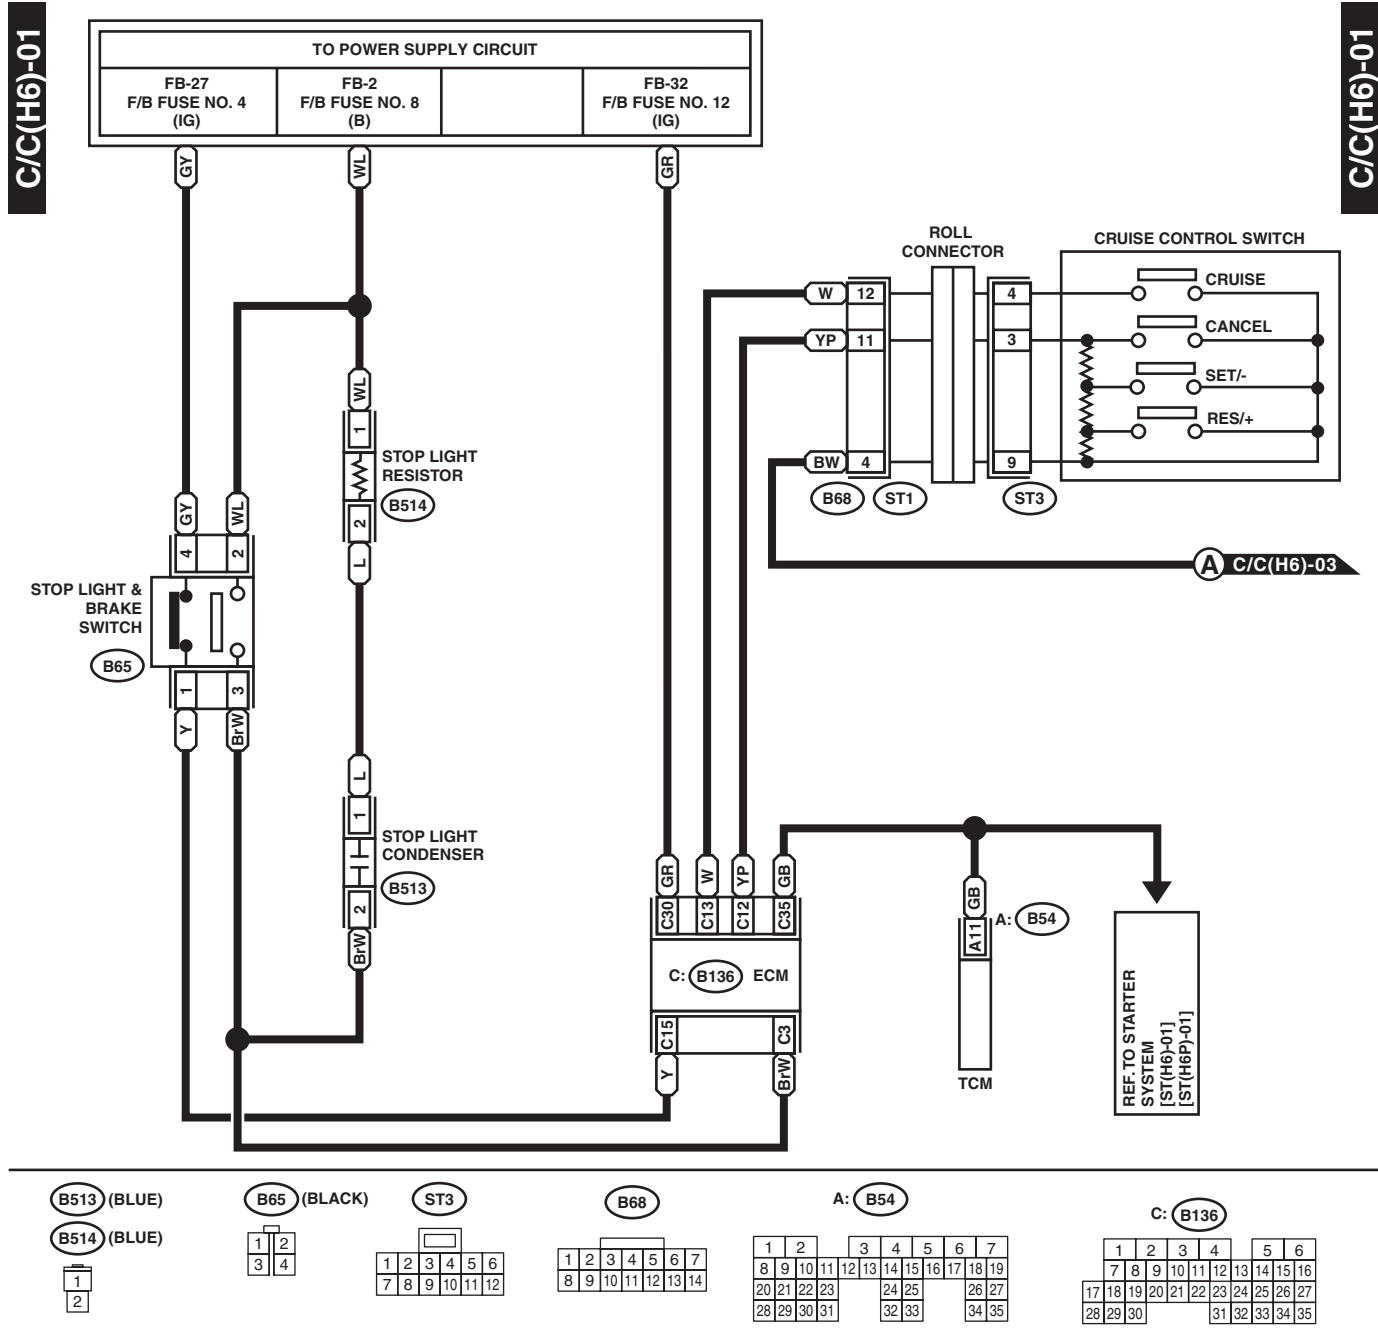 C/C(H6)-01
C/C(H6)-01
TO POWER SUPPLY CIRCUIT
FB-27
F/B FUSE NO. 4
(IG)
FB-2
F/B FUSE NO. 8
(B)
FB-32
F/B FUSE NO. 12
(IG)
GY
WL
GR
ROLL
CONNECTOR
CRUISE CONTROL SWITCH
W
12
4
CRUISE
YP
11
3
CANCEL
SET/-
RES/+
BW
4
9
B68
ST1
ST3
A
C/C(H6)-03
WL
1
STOP LIGHT
RESISTOR
B514
2
L
GY
WL
4
2
STOP LIGHT &
BRAKE
SWITCH
B65
1
3
Y
BrW
L
1
STOP LIGHT
CONDENSER
B513
2
BrW
GR
W
YP
GB
C30
C13
C12
C35
C:
B136
ECM
C15
C3
Y
BrW
GB
A11
A:
B54
TCM
REF. TO STARTER
SYSTEM
[ST(H6)-01]
[ST(H6P)-01]
B513 (BLUE)
B514 (BLUE)
1
2
B65 (BLACK)
1 2
3 4
ST3
1 2 3 4 5 6
7 8 9 10 11 12
B68
1 2 3 4 5 6 7
8 9 10 11 12 13 14
A: B54
1 2 3 4 5 6 7
8 9 10 11 12 13 14 15 16 17 18 19
20 21 22 23 24 25 26 27
28 29 30 31 32 33 34 35
C: B136
1 2 3 4 5 6
7 8 9 10 11 12 13 14 15 16
17 18 19 20 21 22 23 24 25 26 27
28 29 30 31 32 33 34 35